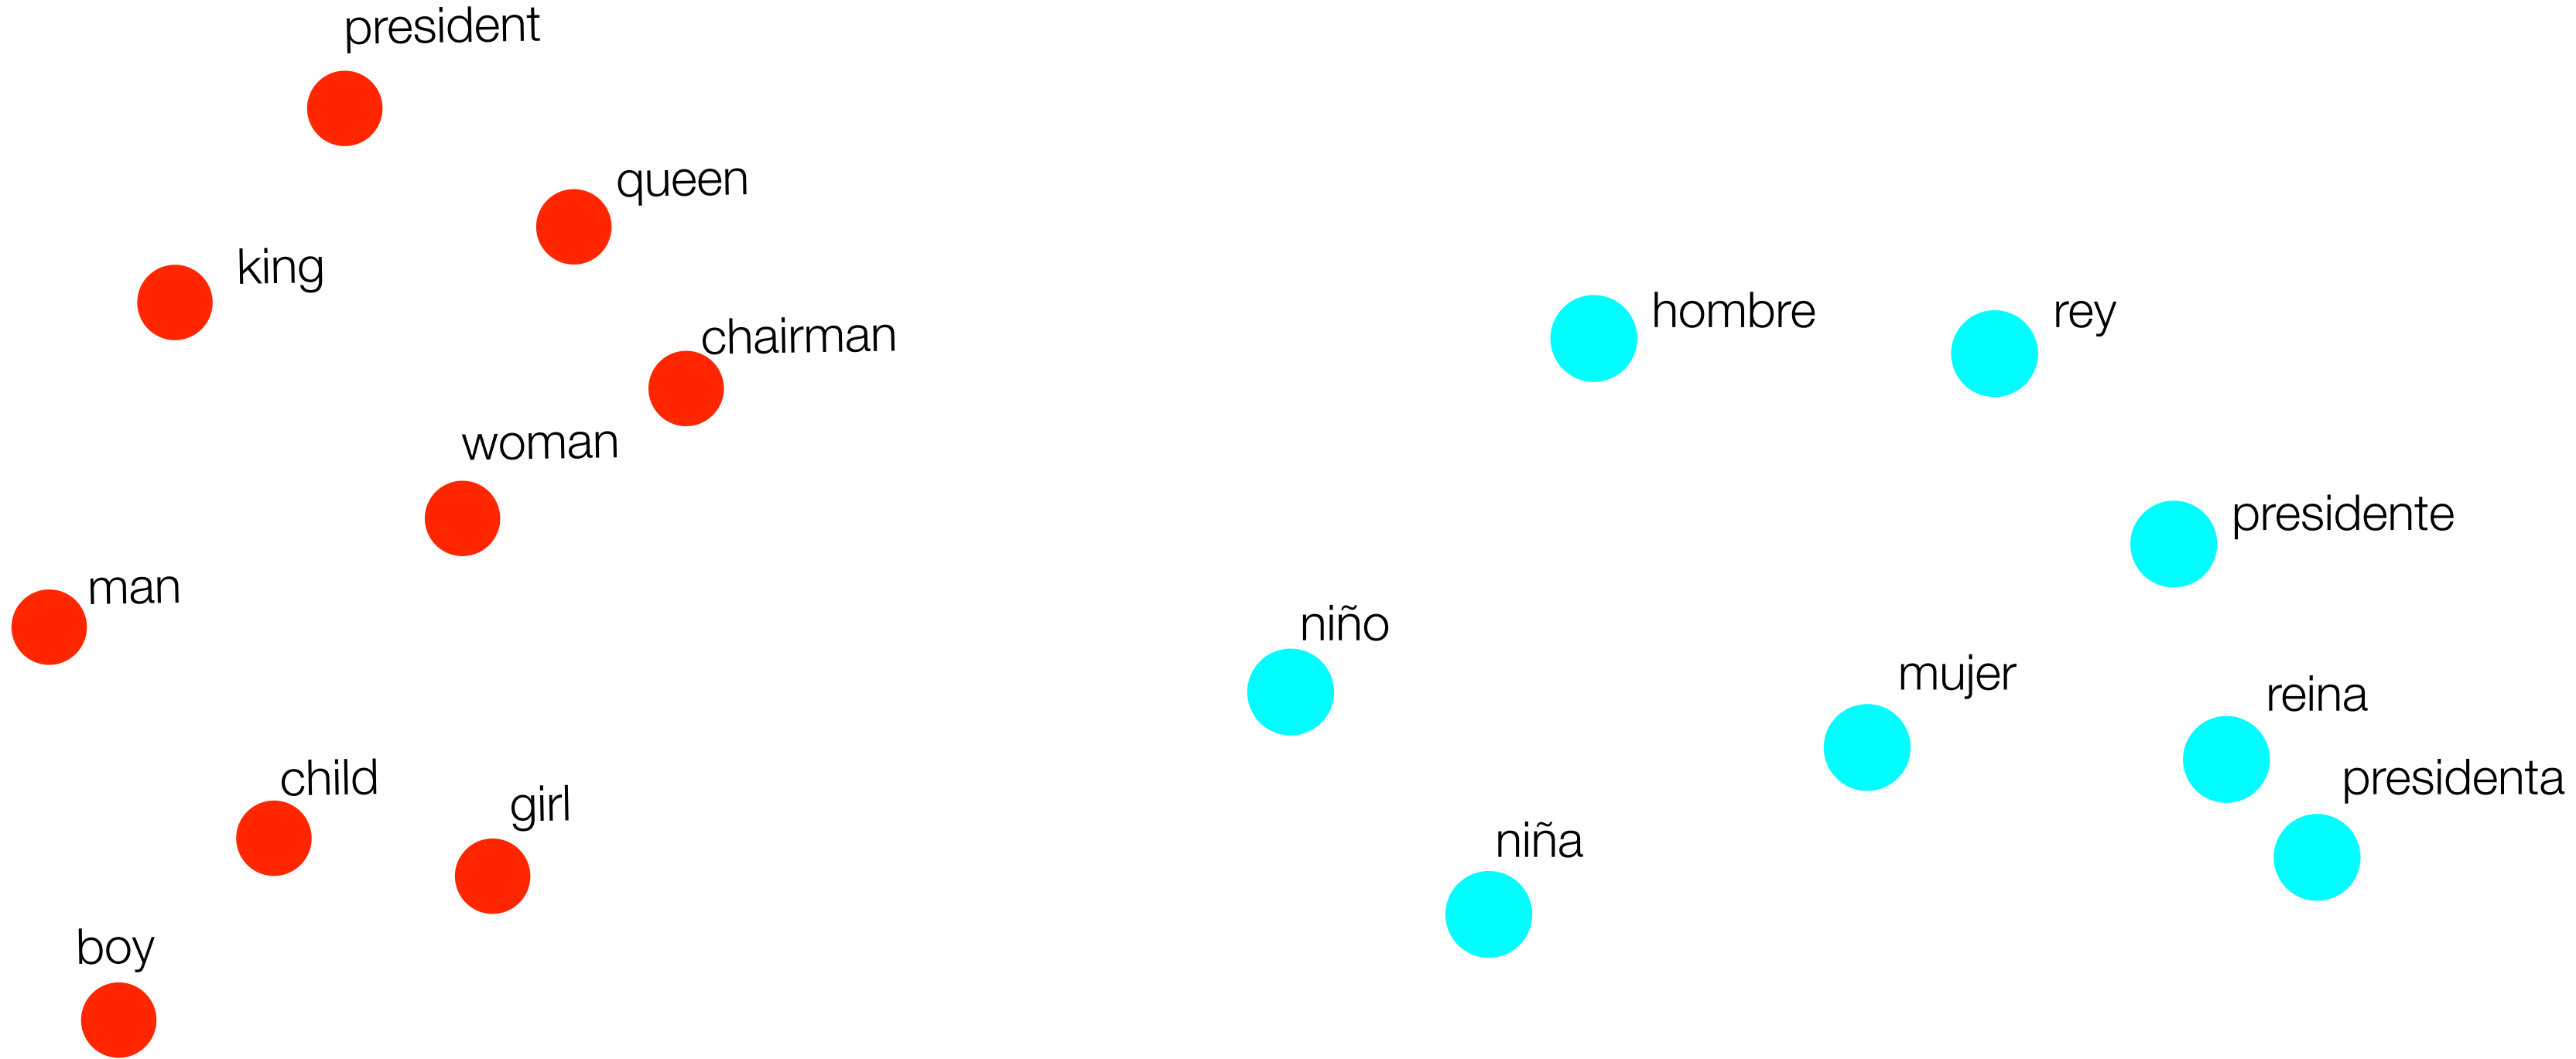 president
queen
king
chairman
woman
man
child
girl
boy
hombre
rey
presidente
niño
mujer
reina
presidenta
niña